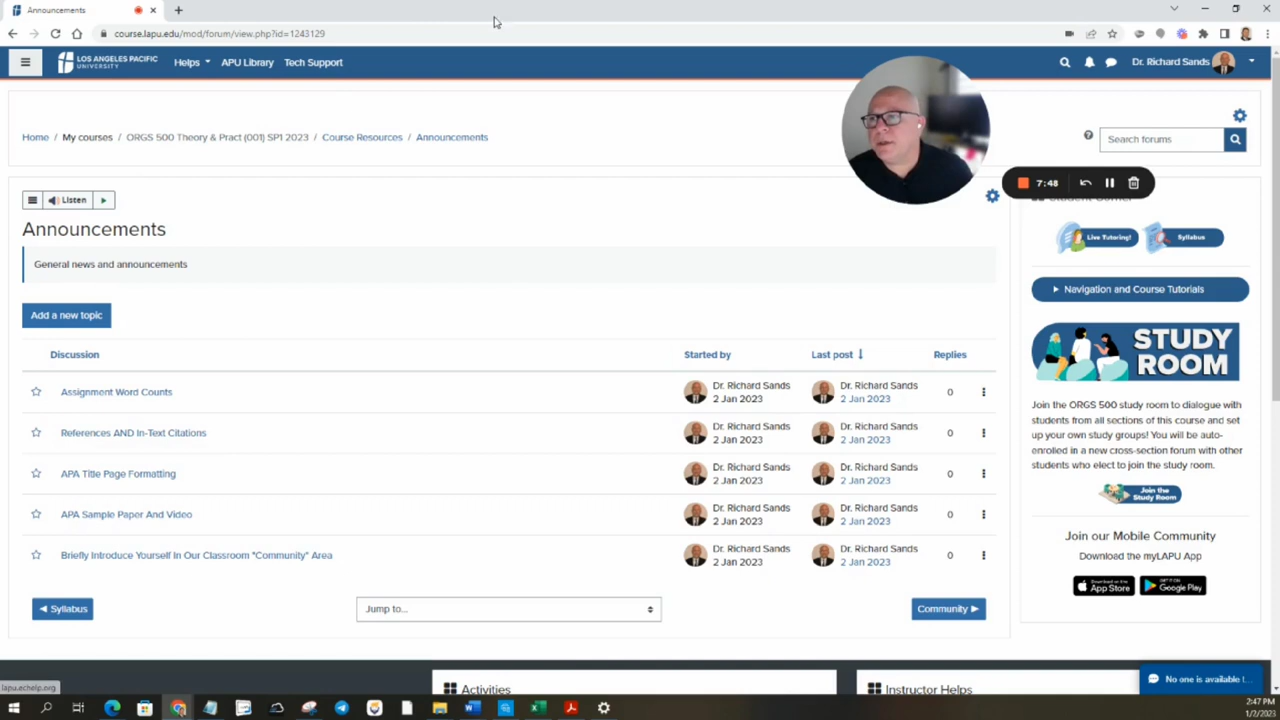 Announcements
course.lapu.edu/mod/forum/view.php?id=1243129
LOS ANGELES PACIFIC
UNIVERSITY
Helps
APU Library
Tech Support
Dr. Richard Sands
Home / My courses / ORGS 500 Theory & Pract (001) SP1 2023 / Course Resources / Announcements
Search forums
7:48
Listen
Announcements
General news and announcements
Add a new topic
Discussion
Started by
Last post
Replies
Assignment Word Counts
Dr. Richard Sands
2 Jan 2023
Dr. Richard Sands
2 Jan 2023
0
References AND In-Text Citations
Dr. Richard Sands
2 Jan 2023
Dr. Richard Sands
2 Jan 2023
0
APA Title Page Formatting
Dr. Richard Sands
2 Jan 2023
Dr. Richard Sands
2 Jan 2023
0
APA Sample Paper And Video
Dr. Richard Sands
2 Jan 2023
Dr. Richard Sands
2 Jan 2023
0
Briefly Introduce Yourself In Our Classroom "Community" Area
Dr. Richard Sands
2 Jan 2023
Dr. Richard Sands
2 Jan 2023
0
Syllabus
Jump to...
Community
Student Corner
Live Tutoring!
Syllabus
Navigation and Course Tutorials
STUDY
ROOM
Join the ORGS 500 study room to dialogue with
students from all sections of this course and set
up your own study groups! You will be auto-
enrolled in a new cross-section forum with other
students who elect to join the study room.
Join the
Study Room
Join our Mobile Community
Download the myLAPU App
Download on the
App Store
GET IT ON
Google Play
Activities
Instructor Helps
No one is available t...
lapu.echelp.org
2:47 PM
1/2/2023